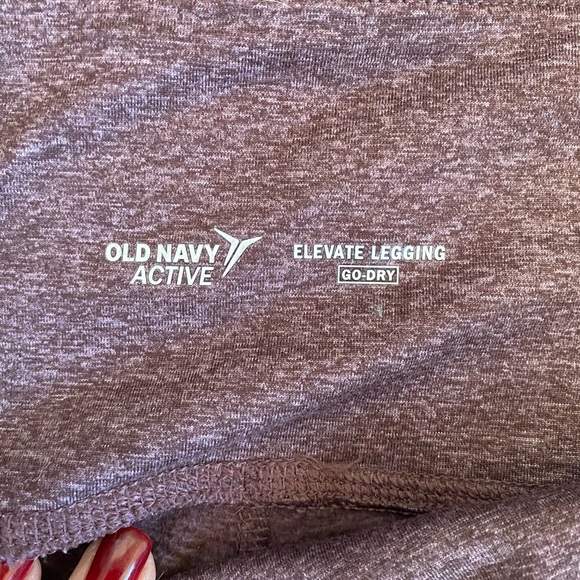 OLD NAVY
ACTIVE
ELEVATE LEGGING
GO-DRY